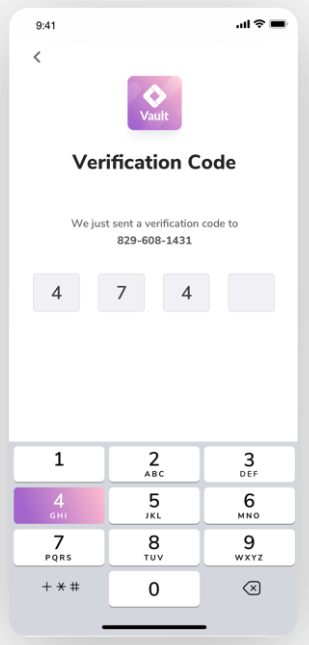 9:41
Vault
Verification Code
We just sent a verification code to
829-608-1431
4 7 4
1 2 3
ABC DEF
4 5 6
GHI JKL MNO
7 8 9
PQRS TUV WXYZ
+ * # 0